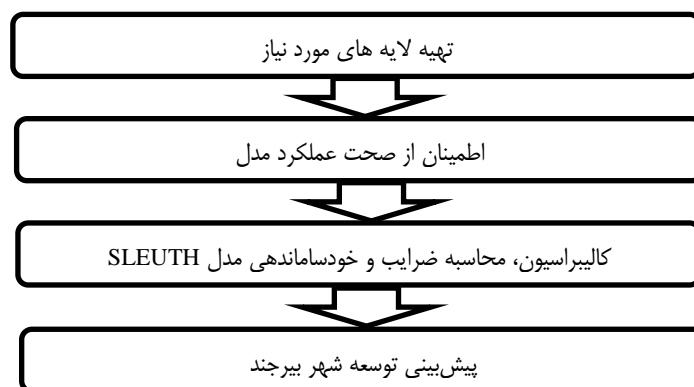 تهیه لایه های مورد نیاز
اطمینان از صحت عملکرد مدل
کالیبراسیون، محاسبه ضرایب و خودساماندهی مدل SLEUTH
پیش‌بینی توسعه شهر بیرجند